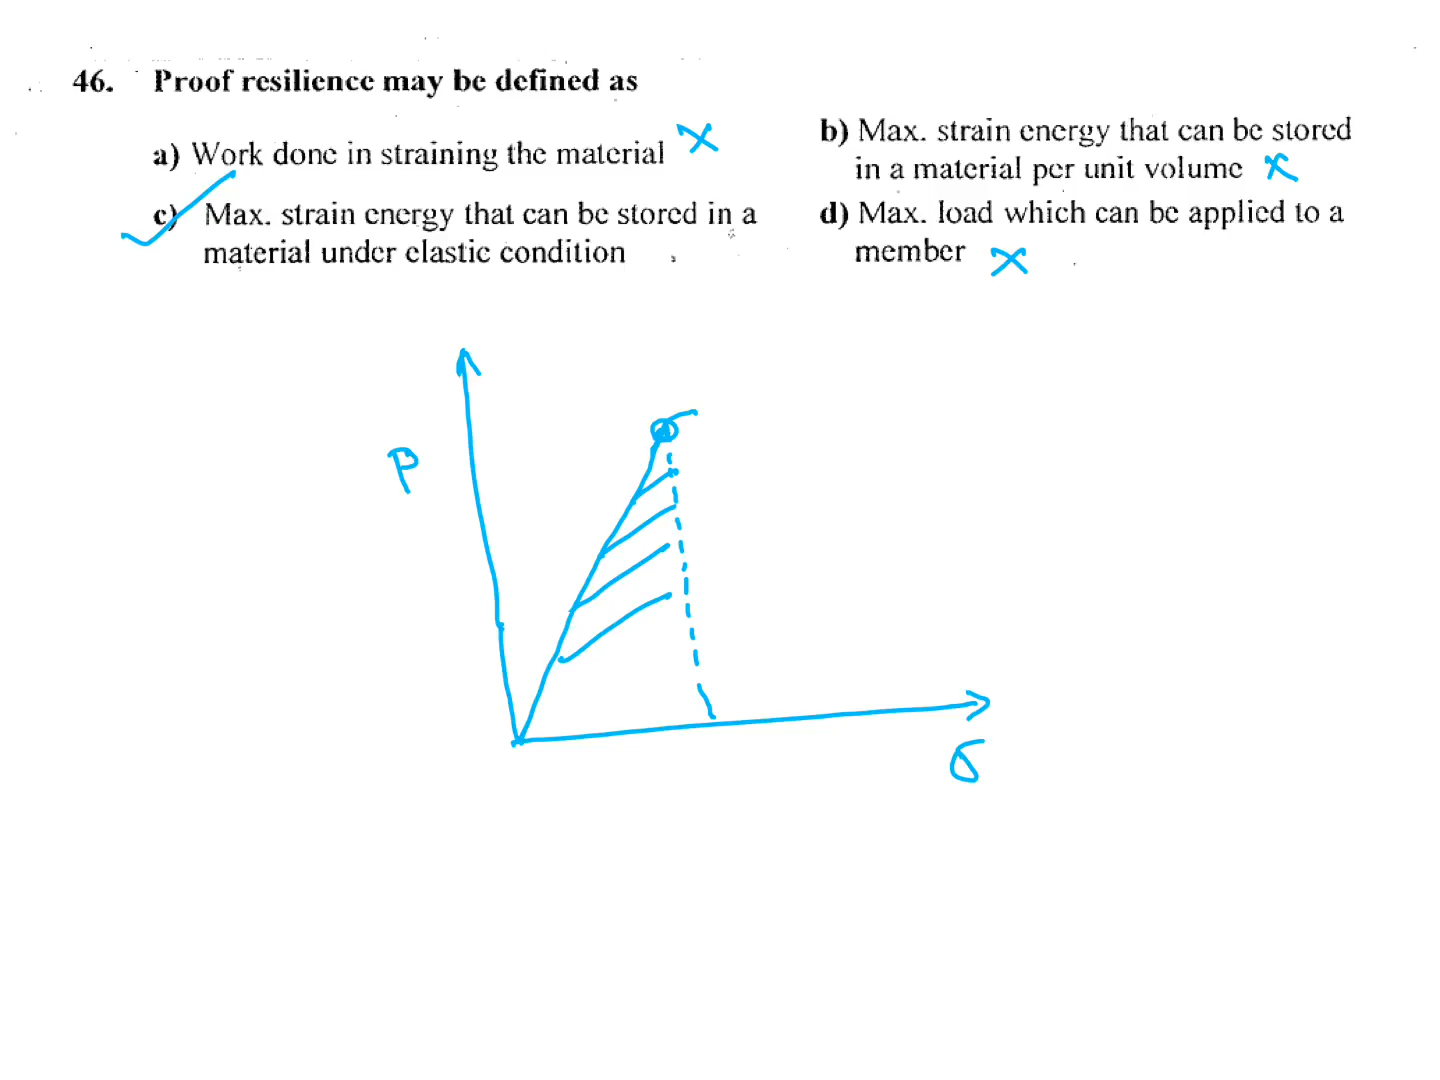 46. Proof resilience may be defined as
a) Work done in straining the material
b) Max. strain energy that can be stored
in a material per unit volume
c) Max. strain energy that can be stored in a
material under elastic condition
d) Max. load which can be applied to a
member
P
σ